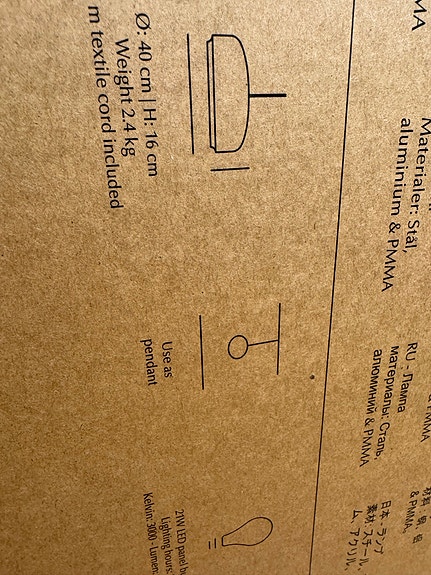 MA
Materialer: Stål,
aluminium & PMMA
& PMMA
RU - Лампа
материалы: Сталь,
алюминий & PMMA
& PMMA,
日本 - ランプ
素材: スチール,
ム、アクリル、
Ø: 40 cm | H: 16 cm
Weight 2.4 kg
m textile cord included
Use as
pendant
21W LED panel bu
Lighting hours:
Kelvin: 3000 - Lumen: